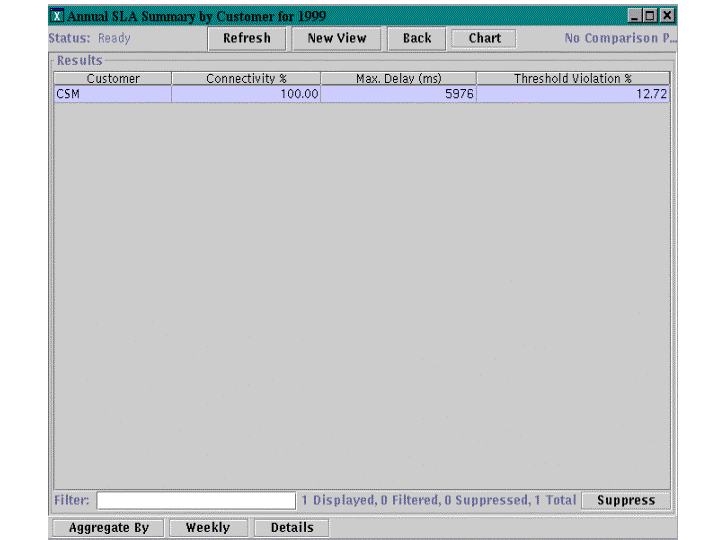 Annual SLA Summary by Customer for 1999
Status: Ready Refresh New View Back Chart No Comparison P...
Results
Customer Connectivity % Max. Delay (ms) Threshold Violation %
CSM 100.00 5976 12.72
Filter: 1 Displayed, 0 Filtered, 0 Suppressed, 1 Total Suppress
Aggregate By Weekly Details